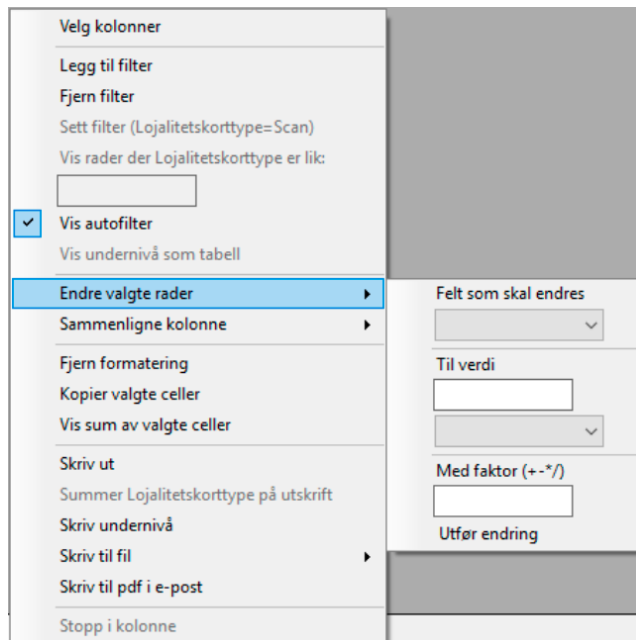 Velg kolonner
Legg til filter
Fjern filter
Sett filter (Lojalitetskorttype=Scan)
Vis rader der Lojalitetskorttype er lik:
Vis autofilter
Vis undernivå som tabell
Endre valgte rader
Sammenligne kolonne
Fjern formatering
Kopier valgte celler
Vis sum av valgte celler
Skriv ut
Summer Lojalitetskorttype på utskrift
Skriv undernivå
Skriv til fil
Skriv til pdf i e-post
Stopp i kolonne
Felt som skal endres
Til verdi
Med faktor (+-*/)
Utfør endring